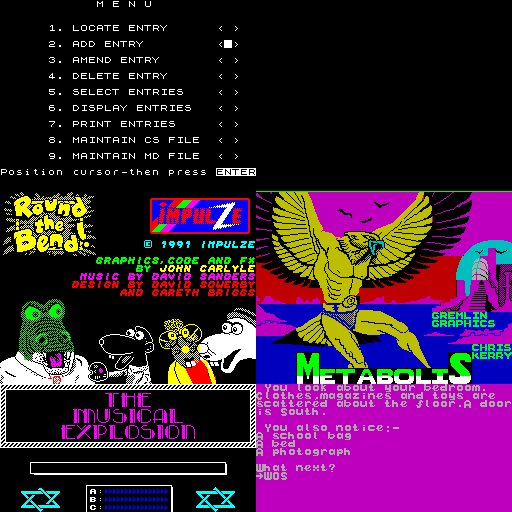 M E N U
1. LOCATE ENTRY < >
2. ADD ENTRY < >
3. AMEND ENTRY < >
4. DELETE ENTRY < >
5. SELECT ENTRIES < >
6. DISPLAY ENTRIES < >
7. PRINT ENTRIES < >
8. MAINTAIN CS FILE < >
9. MAINTAIN MD FILE < >
Position cursor-then press ENTER
Round
the
Bend!
IMPULZE
© 1991 IMPULZE
GRAPHICS,CODE AND FX
BY JOHN CARLYLE
MUSIC BY DAVID SANDERS
DESIGN BY DAVID SOWERBY
AND GARETH BRIGGS
GREMLIN
GRAPHICS
CHRIS
KERRY
METABOLIS
THE
MUSICAL
EXPLOSION
A:
B:
C:
You look about your bedroom.
Clothes,magazines and toys are
scattered about the floor.A door
is South.
You also notice:-
A school bag
A bed
A photograph
What next?
→WOS